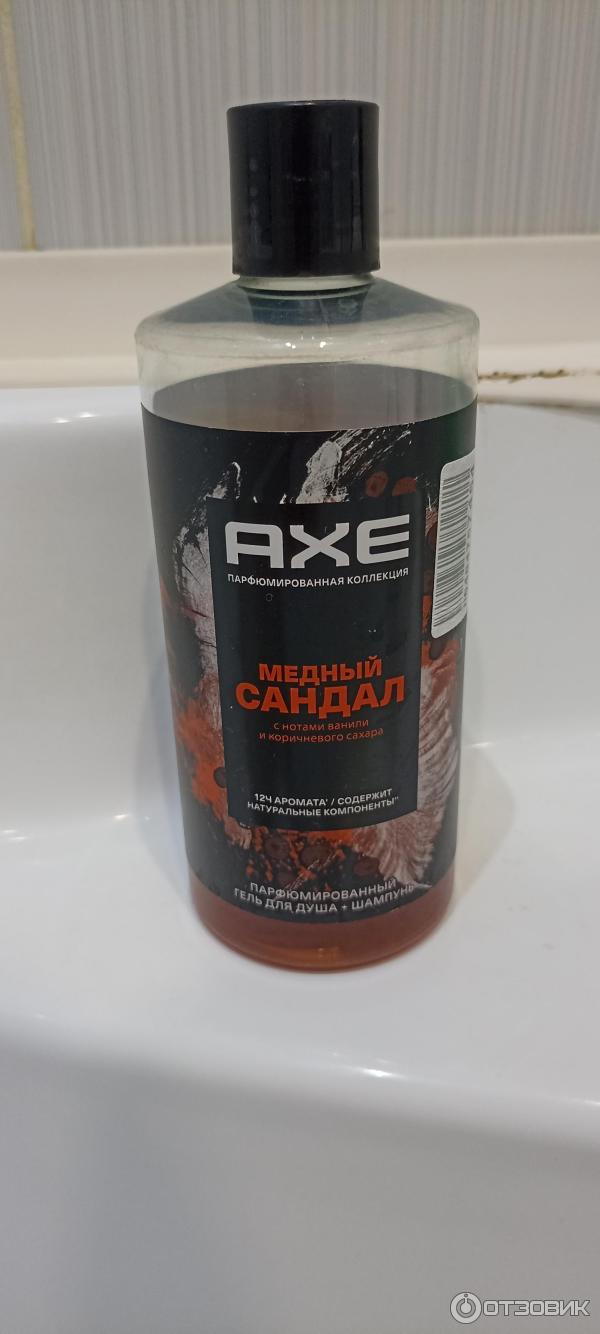 AXE
ПАРФЮМИРОВАННАЯ КОЛЛЕКЦИЯ
МЕДНЫЙ
САНДАЛ
с нотами ванили
и коричневого сахара
12Ч АРОМАТА* / СОДЕРЖИТ
НАТУРАЛЬНЫЕ КОМПОНЕНТЫ**
ПАРФЮМИРОВАННЫЙ
ГЕЛЬ ДЛЯ ДУША + ШАМПУНЬ
ОТЗОВИК